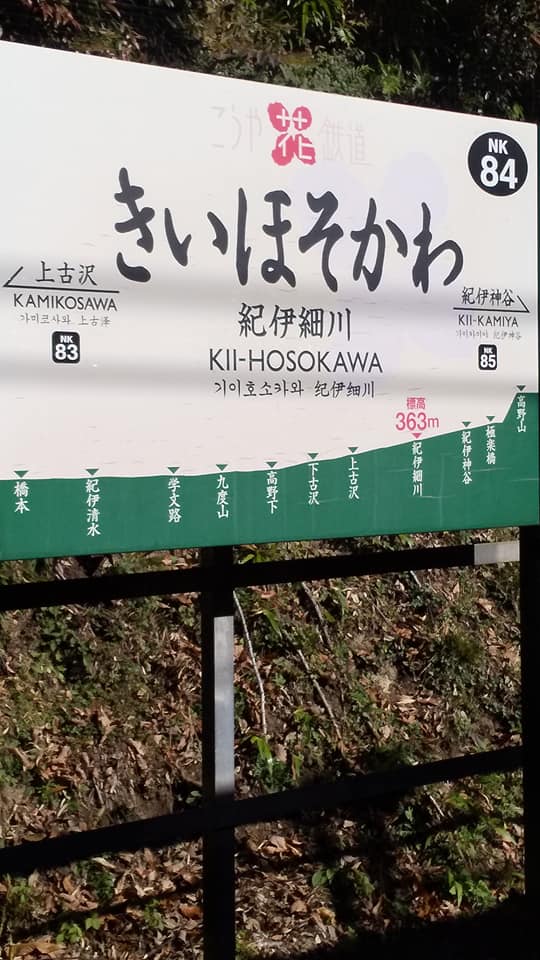 こうや花鉄道
NK
84
きいほそかわ
上古沢
KAMIKOSAWA
가미코사와 上古泽
NK
83
紀伊細川
KII-HOSOKAWA
기이호소카와 纪伊细川
紀伊神谷
KII-KAMIYA
기이카미야 纪伊神谷
NK
85
標高
363m
橋本
紀伊清水
学文路
九度山
高野下
下古沢
上古沢
紀伊細川
紀伊神谷
極楽橋
高野山